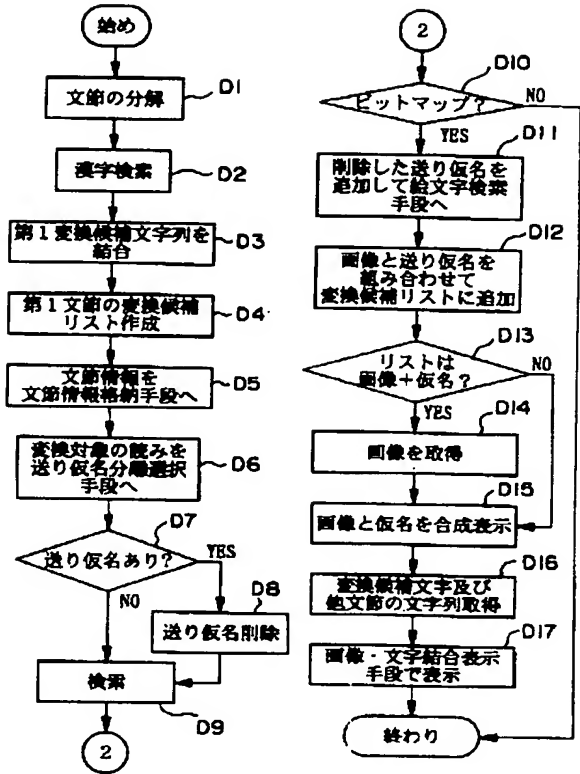 始め
文節の分解
D1
漢字検索
D2
第1変換候補文字列を
結合
D3
第1文節の変換候補
リスト作成
D4
文節情報を
文節情報格納手段へ
D5
変換対象の読みを
送り仮名分離選択
手段へ
D6
送り仮名あり?
D7
YES
NO
送り仮名削除
D8
検索
D9
2
2
ビットマップ?
D10
NO
YES
削除した送り仮名を
追加して絵文字検索
手段へ
D11
画像と送り仮名を
組み合わせて
変換候補リストに追加
D12
リストは
画像+仮名?
D13
NO
YES
画像を取得
D14
画像と仮名を合成表示
D15
変換候補文字及び
他文節の文字列取得
D16
画像・文字結合表示
手段で表示
D17
終わり